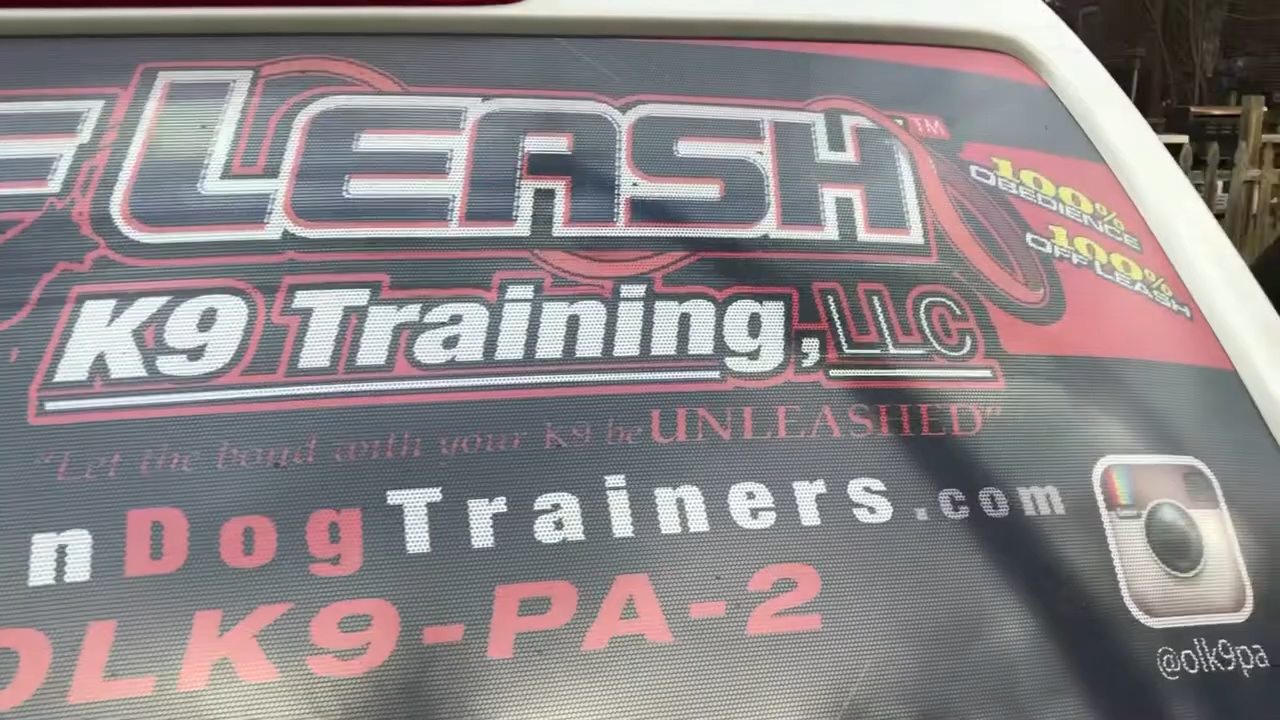 F LEASH ™
K9 Training, LLC
100%
OBEDIENCE
100%
OFF LEASH
"Let the bond with your K9 be UNLEASHED"
nDogTrainers.com
OLK9-PA-2
@olk9pa